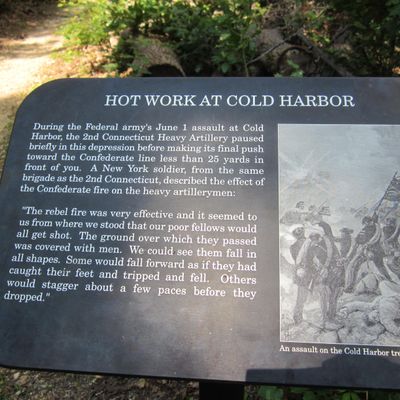 HOT WORK AT COLD HARBOR
During the Federal army's June 1 assault at Cold
Harbor, the 2nd Connecticut Heavy Artillery paused
briefly in this depression before making its final push
toward the Confederate line less than 25 yards in
front of you. A New York soldier, from the same
brigade as the 2nd Connecticut, described the effect of
the Confederate fire on the heavy artillerymen:
"The rebel fire was very effective and it seemed to
us from where we stood that our poor fellows would
all get shot. The ground over which they passed
was covered with men. We could see them fall in
all shapes. Some would fall forward as if they had
caught their feet and tripped and fell. Others
would stagger about a few paces before they
dropped."
An assault on the Cold Harbor